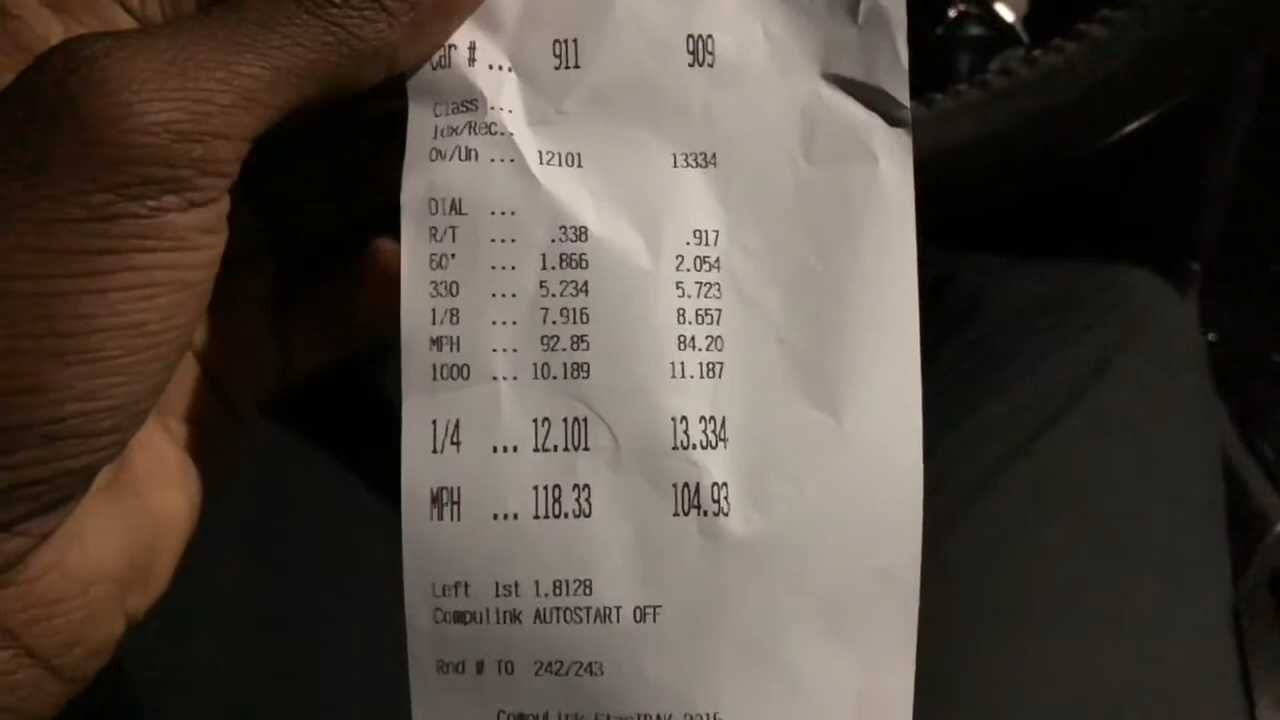 Car # ... 911 909
Class ...
Idx/Rec..
Ov/Un ... 12101 13334
DIAL ...
R/T ... .338 .917
60' ... 1.866 2.054
330 ... 5.234 5.723
1/8 ... 7.916 8.657
MPH ... 92.85 84.20
1000 ... 10.189 11.187
1/4 ... 12.101 13.334
MPH ... 118.33 104.93
Left 1st 1.8128
Compulink AUTOSTART OFF
Rnd # TO 242/243
CompuLink